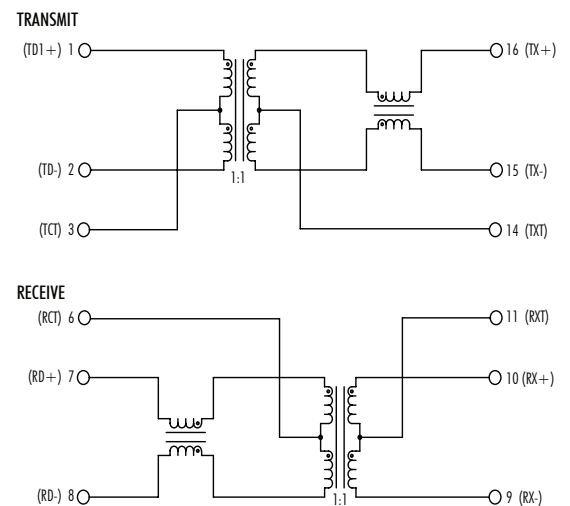 TRANSMIT
(TD1+) 1
16 (TX+)
(TD-) 2
1:1
15 (TX-)
(TCT) 3
14 (TXT)
RECEIVE
(RCT) 6
11 (RXT)
(RD+) 7
10 (RX+)
(RD-) 8
1:1
9 (RX-)